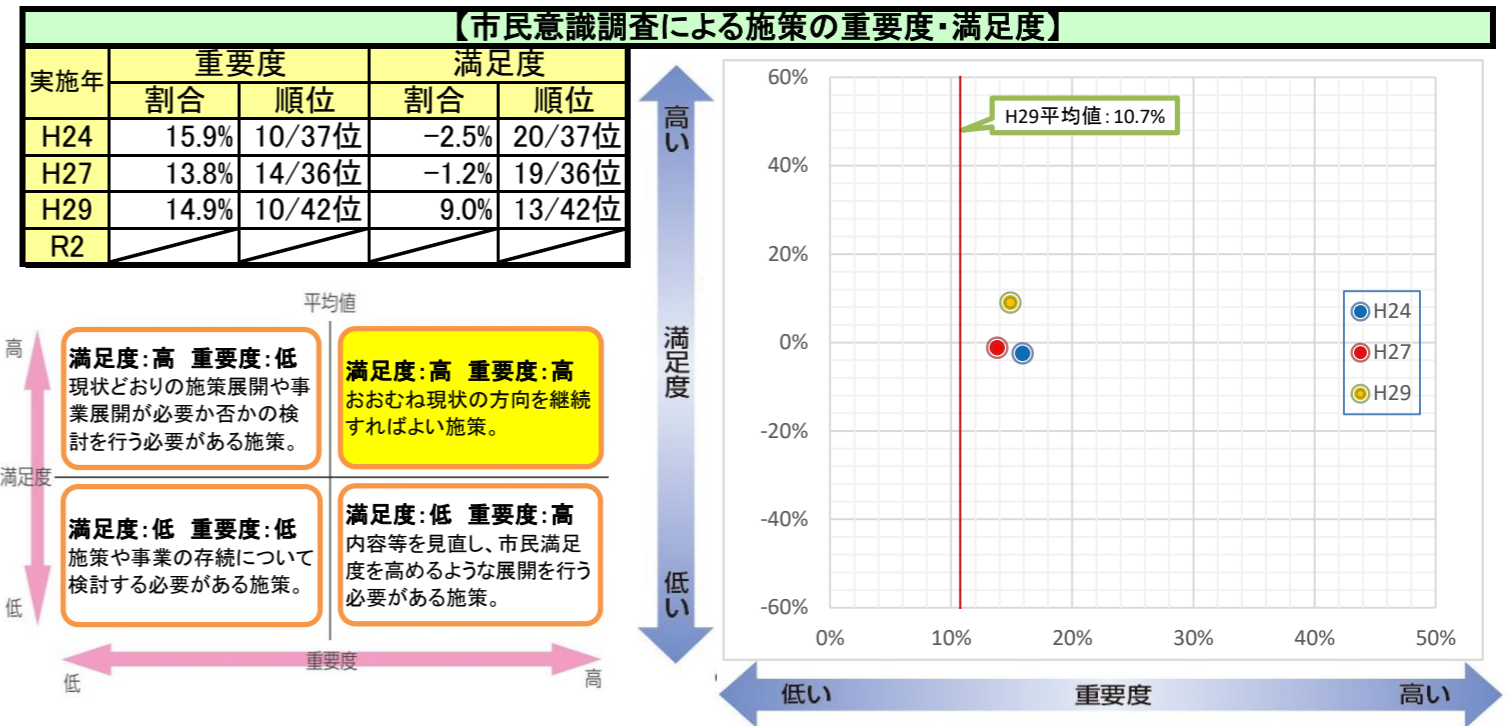 【市民意識調査による施策の重要度・満足度】
実施年 重要度 満足度
割合 順位 割合 順位
H24 15.9% 10/37位 −2.5% 20/37位
H27 13.8% 14/36位 −1.2% 19/36位
H29 14.9% 10/42位 9.0% 13/42位
R2
平均値
高
満足度
低
満足度：高 重要度：低
現状どおりの施策展開や事
業展開が必要か否かの検
討を行う必要がある施策。
満足度：高 重要度：高
おおむね現状の方向を継続
すればよい施策。
満足度：低 重要度：低
施策や事業の存続について
検討する必要がある施策。
満足度：低 重要度：高
内容等を見直し、市民満足
度を高めるような展開を行う
必要がある施策。
低
重要度
高
高い
満足度
低い
60%
40%
20%
0%
-20%
-40%
-60%
H29平均値：10.7%
H24
H27
H29
0% 10% 20% 30% 40% 50%
低い 重要度 高い